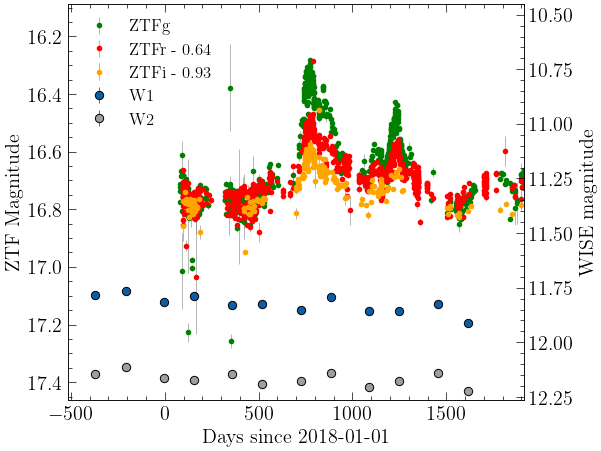 ZTFg
ZTFr - 0.64
ZTFi - 0.93
W1
W2
16.2
16.4
16.6
16.8
17.0
17.2
17.4
ZTF Magnitude
10.50
10.75
11.00
11.25
11.50
11.75
12.00
12.25
WISE magnitude
−500
0
500
1000
1500
Days since 2018-01-01